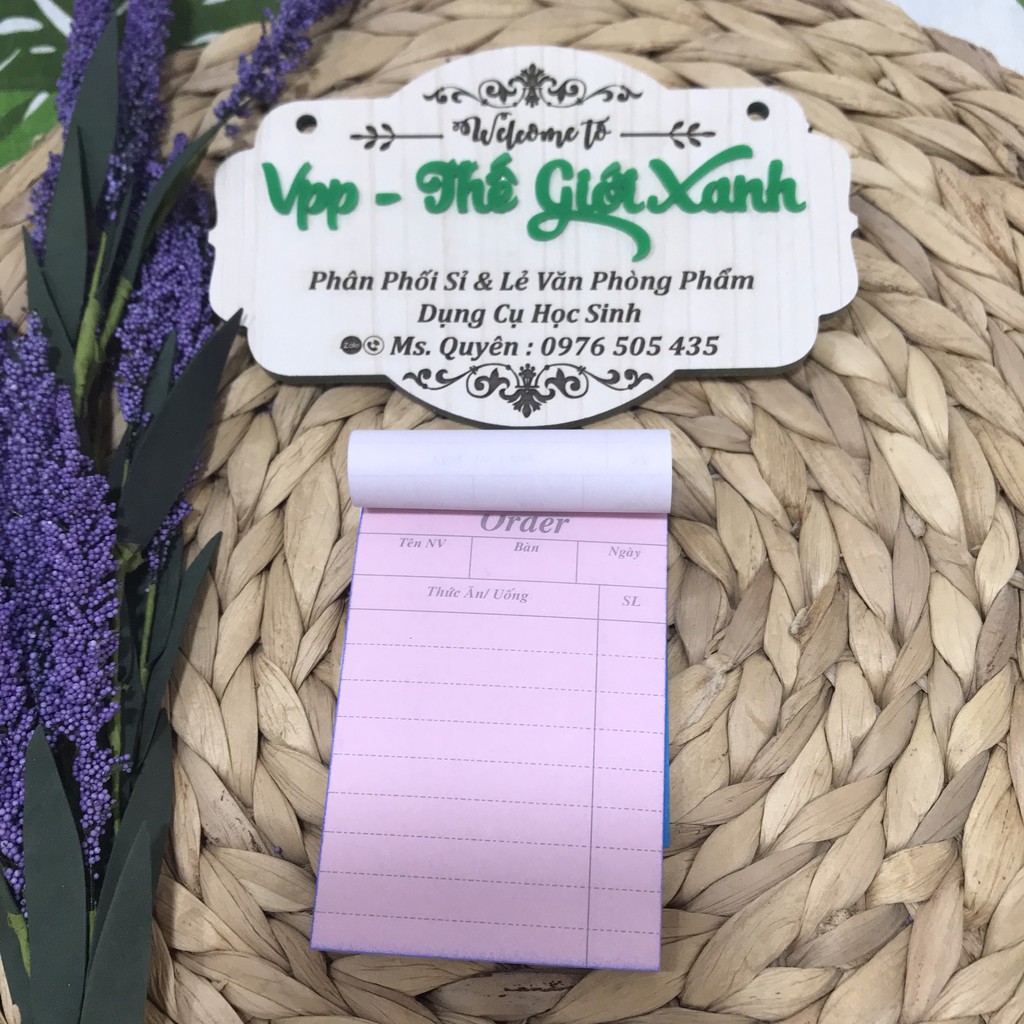 Welcome to
Vpp - Thế Giới Xanh
Phân Phối Sỉ & Lẻ Văn Phòng Phẩm
Dụng Cụ Học Sinh
Zalo Ms. Quyên : 0976 505 435
Order
Tên NV Bàn Ngày
Thức Ăn/ Uống SL